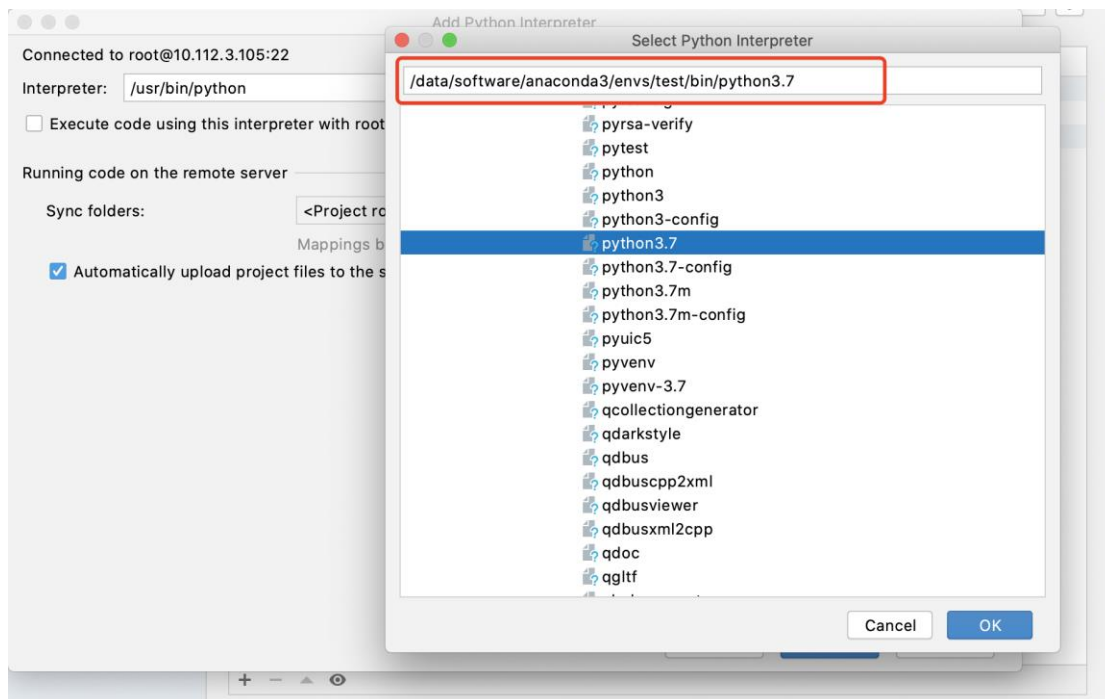 Add Python Interpreter
Connected to root@10.112.3.105:22
Interpreter: /usr/bin/python
Execute code using this interpreter with root
Running code on the remote server
Sync folders: <Project ro
Mappings b
Automatically upload project files to the s
Select Python Interpreter
/data/software/anaconda3/envs/test/bin/python3.7
pyrsa-verify
pytest
python
python3
python3-config
python3.7
python3.7-config
python3.7m
python3.7m-config
pyuic5
pyvenv
pyvenv-3.7
qcollectiongenerator
qdarkstyle
qdbus
qdbuscpp2xml
qdbusviewer
qdbusxml2cpp
qdoc
qgltf
Cancel
OK